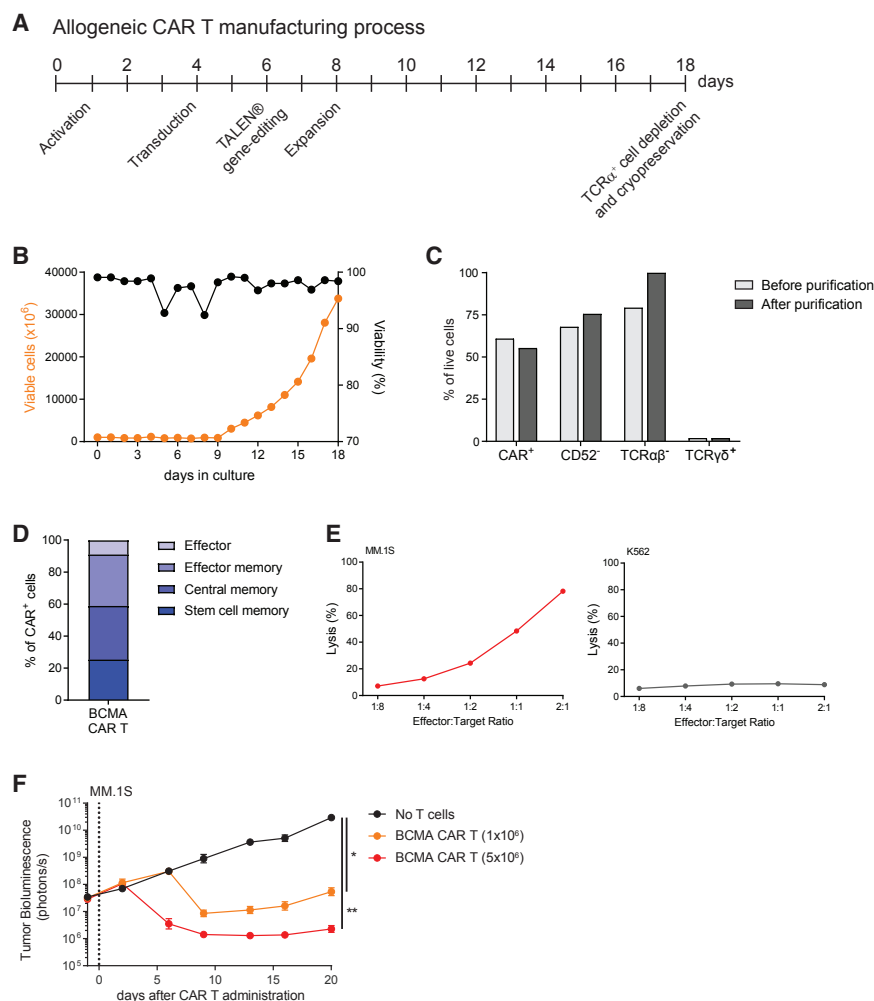 A Allogeneic CAR T manufacturing process
0 2 4 6 8 10 12 14 16 18 days
Activation
Transduction
TALEN®
gene-editing
Expansion
TCRα⁺ cell depletion
and cryopreservation
B
Viable cells (x10⁶)
40000
30000
20000
10000
0
100
90
80
70
Viability (%)
0 3 6 9 12 15 18
days in culture
C
% of live cells
100
75
50
25
0
CAR⁺ CD52⁻ TCRαβ⁻ TCRγδ⁺
Before purification
After purification
D
% of CAR⁺ cells
100
80
60
40
20
0
BCMA
CAR T
Effector
Effector memory
Central memory
Stem cell memory
E
MM.1S
Lysis (%)
100
80
60
40
20
0
1:8 1:4 1:2 1:1 2:1
Effector:Target Ratio
K562
Lysis (%)
100
80
60
40
20
0
1:8 1:4 1:2 1:1 2:1
Effector:Target Ratio
F
MM.1S
Tumor Bioluminescence
(photons/s)
10¹¹
10¹⁰
10⁹
10⁸
10⁷
10⁶
10⁵
0 5 10 15 20
days after CAR T administration
*
**
No T cells
BCMA CAR T (1x10⁶)
BCMA CAR T (5x10⁶)